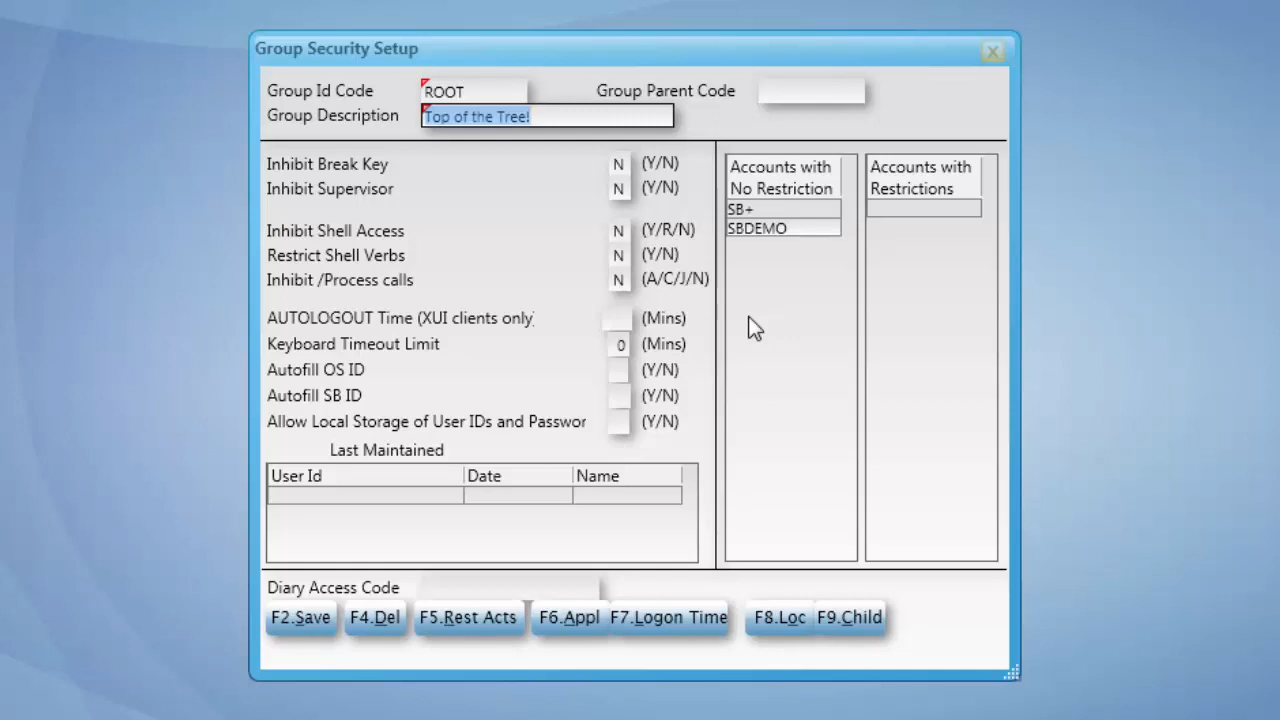 Group Security Setup
Group Id Code ROOT Group Parent Code
Group Description Top of the Tree!
Inhibit Break Key N (Y/N)
Inhibit Supervisor N (Y/N)
Inhibit Shell Access N (Y/R/N)
Restrict Shell Verbs N (Y/N)
Inhibit /Process calls N (A/C/J/N)
AUTOLOGOUT Time (XUI clients only) (Mins)
Keyboard Timeout Limit 0 (Mins)
Autofill OS ID (Y/N)
Autofill SB ID (Y/N)
Allow Local Storage of User IDs and Passwor (Y/N)
Last Maintained
User Id Date Name
Accounts with
No Restriction
SB+
SBDEMO
Accounts with
Restrictions
Diary Access Code
F2.Save F4.Del F5.Rest Acts F6.Appl F7.Logon Time F8.Loc F9.Child